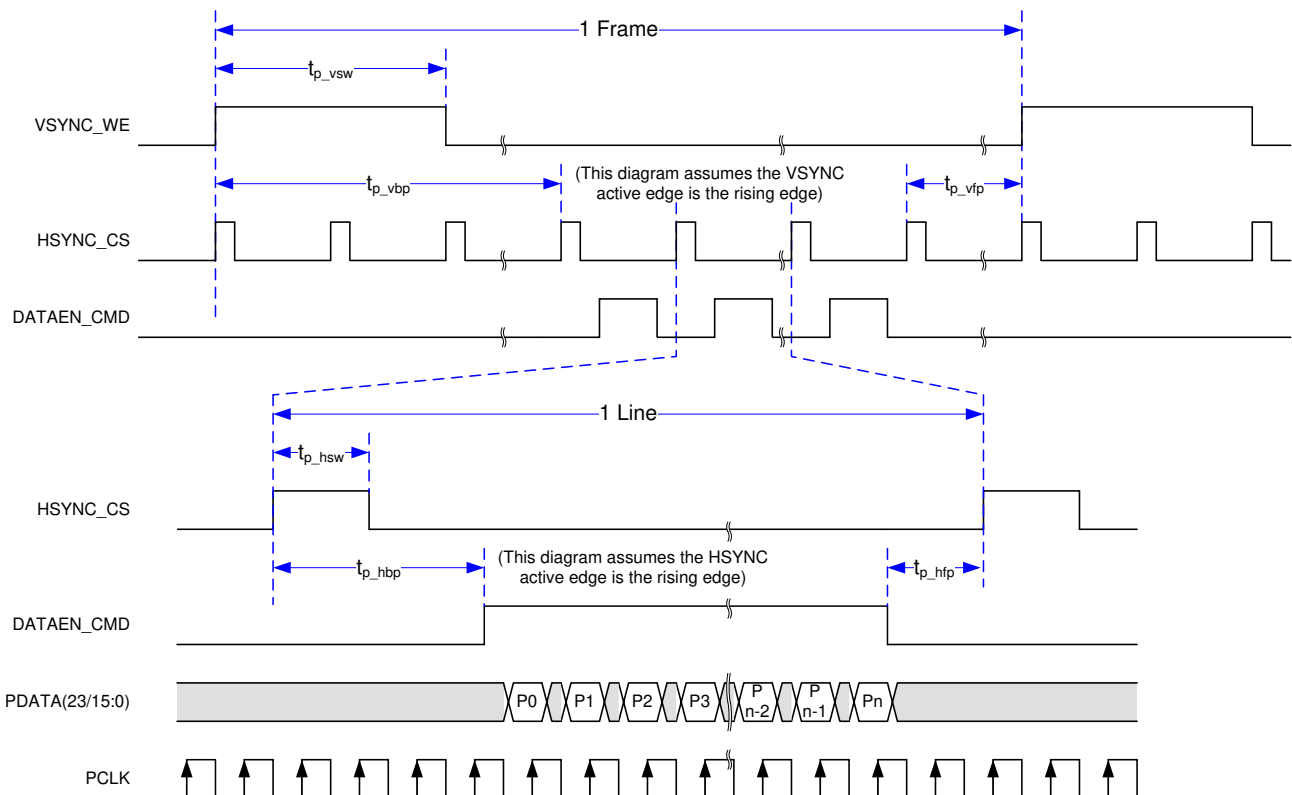 1 Frame
tp_vsw
VSYNC_WE
(This diagram assumes the VSYNC
active edge is the rising edge)
tp_vbp
tp_vfp
HSYNC_CS
DATAEN_CMD
1 Line
tp_hsw
HSYNC_CS
(This diagram assumes the HSYNC
active edge is the rising edge)
tp_hbp
tp_hfp
DATAEN_CMD
PDATA(23/15:0)
P0
P1
P2
P3
P
n-2
P
n-1
Pn
PCLK